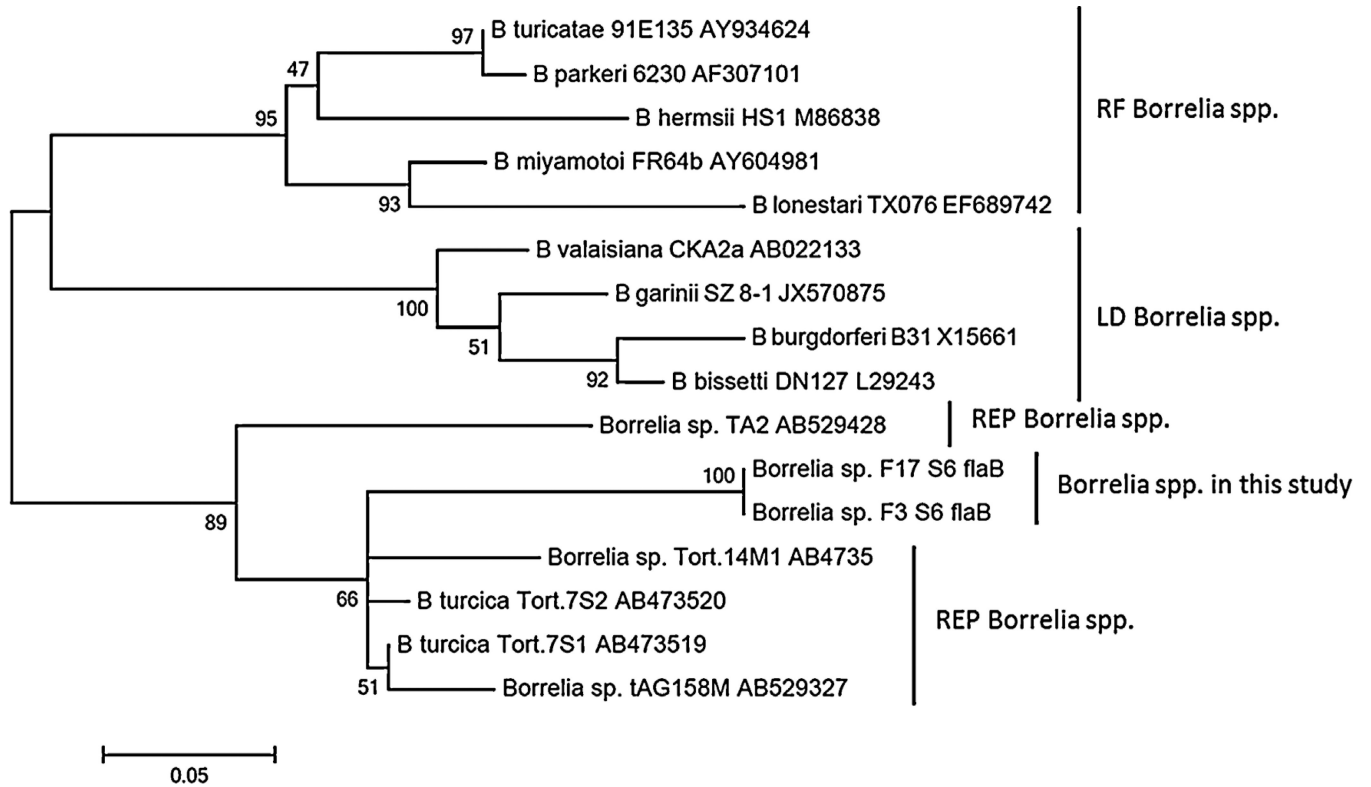 97
B turicatae 91E135 AY934624
B parkeri 6230 AF307101
47
B hermsii HS1 M86838
95
B miyamotoi FR64b AY604981
93
B lonestari TX076 EF689742
RF Borrelia spp.
B valaisiana CKA2a AB022133
100
B garinii SZ 8-1 JX570875
51
B burgdorferi B31 X15661
92
B bissetti DN127 L29243
LD Borrelia spp.
Borrelia sp. TA2 AB529428
REP Borrelia spp.
89
100
Borrelia sp. F17 S6 flaB
Borrelia sp. F3 S6 flaB
Borrelia spp. in this study
Borrelia sp. Tort.14M1 AB4735
66
B turcica Tort.7S2 AB473520
B turcica Tort.7S1 AB473519
51
Borrelia sp. tAG158M AB529327
REP Borrelia spp.
0.05